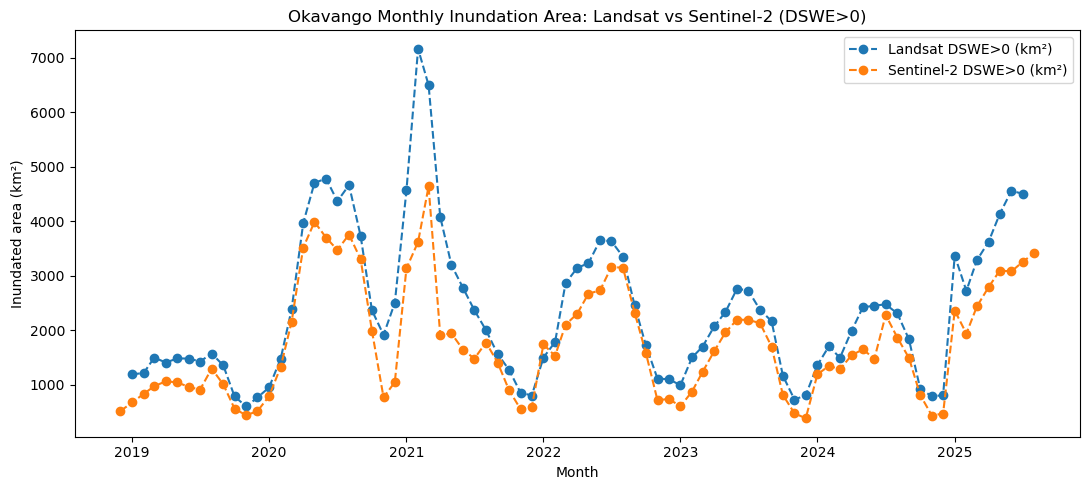 Okavango Monthly Inundation Area: Landsat vs Sentinel-2 (DSWE>0)
Landsat DSWE>0 (km²)
Sentinel-2 DSWE>0 (km²)
Inundated area (km²)
7000
6000
5000
4000
3000
2000
1000
2019 2020 2021 2022 2023 2024 2025
Month